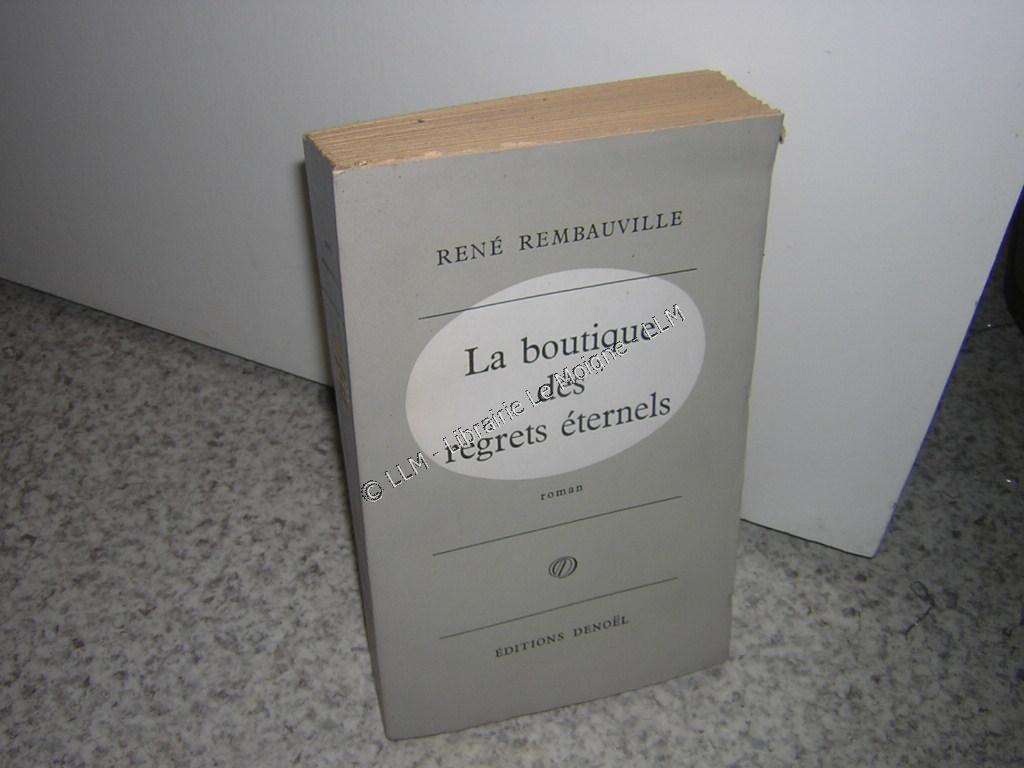 RENÉ REMBAUVILLE
La boutique
des
regrets éternels
roman
ÉDITIONS DENOËL
© LLM - Librairie Le Moigne - LLM